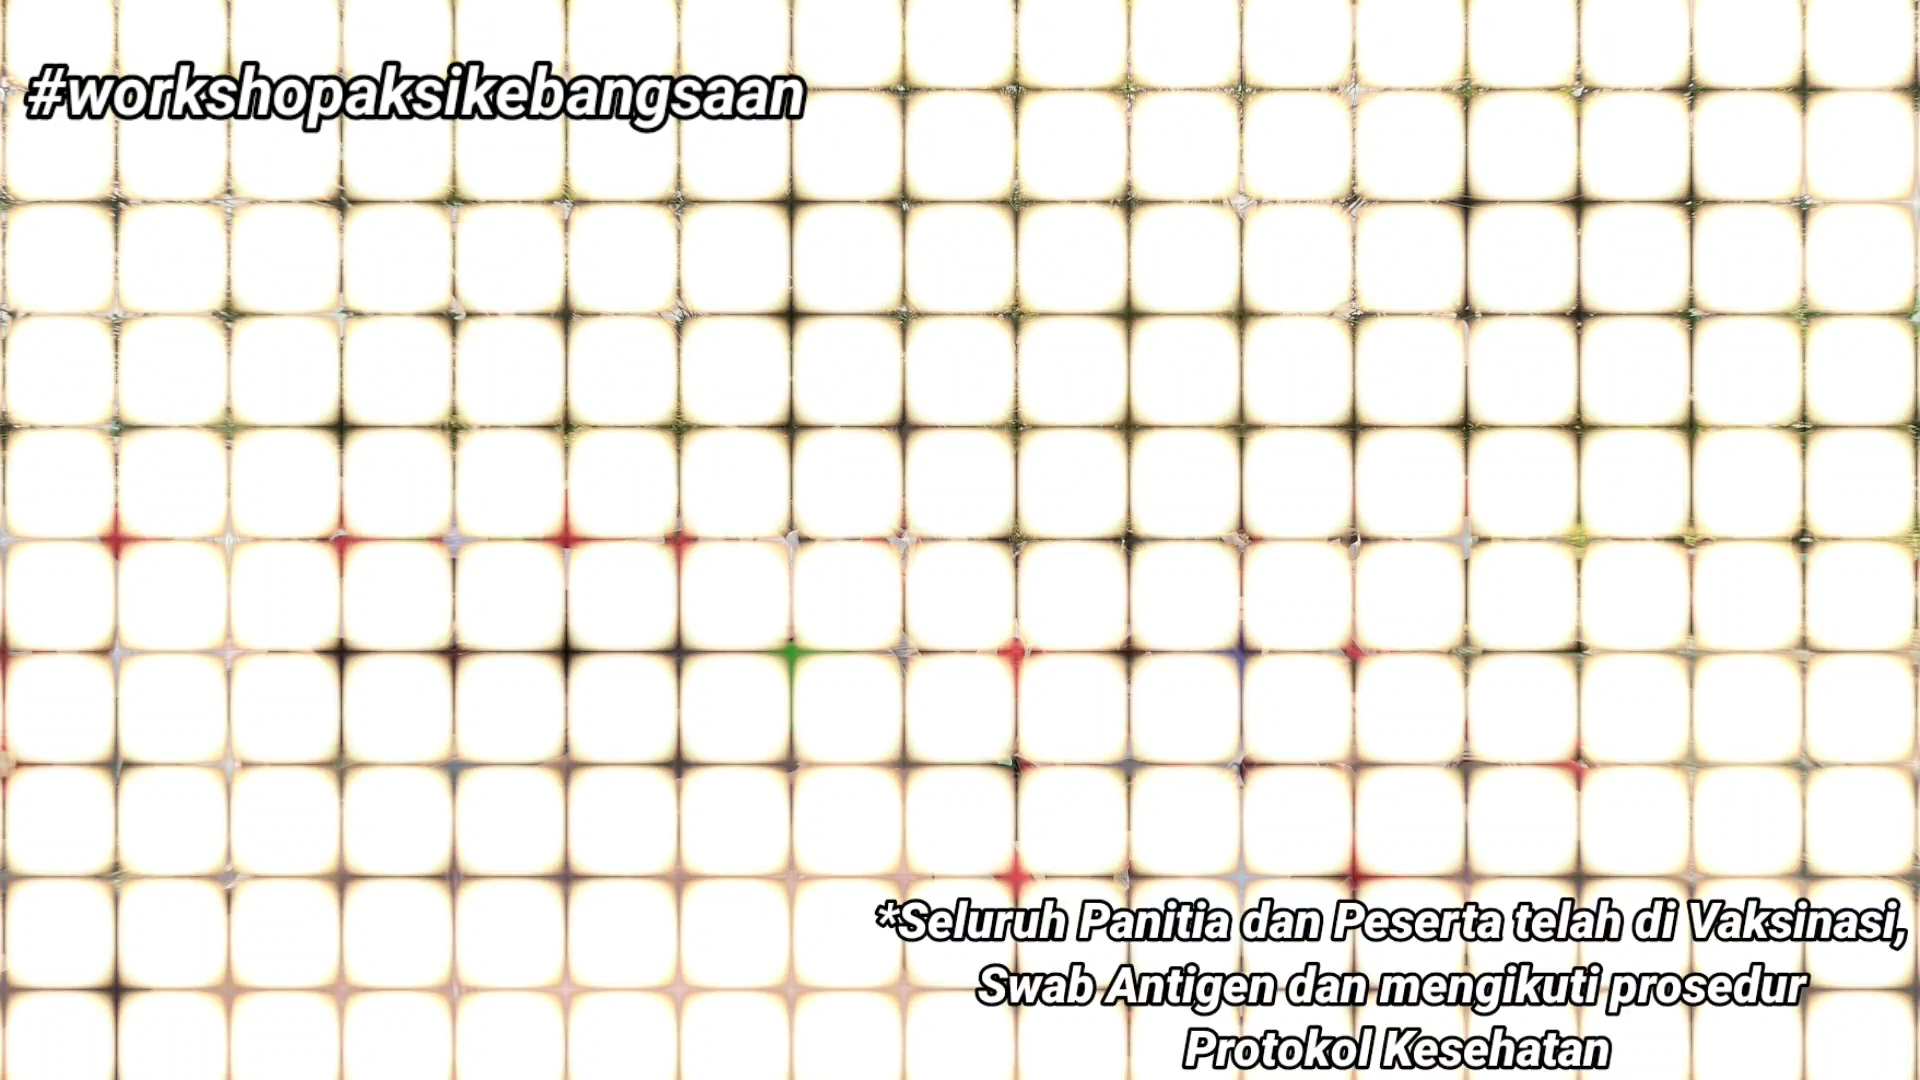 #workshopaksikebangsaan
*Seluruh Panitia dan Peserta telah di Vaksinasi,
Swab Antigen dan mengikuti prosedur
Protokol Kesehatan